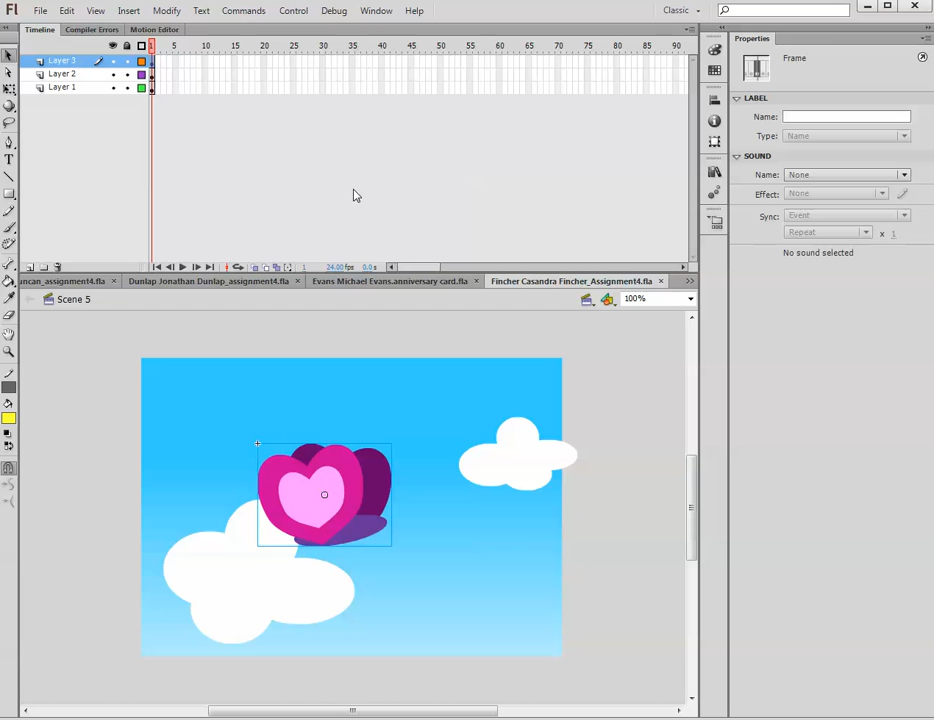 Fl File Edit View Insert Modify Text Commands Control Debug Window Help Classic
Timeline Compiler Errors Motion Editor Properties
1 5 10 15 20 25 30 35 40 45 50 55 60 65 70 75 80 85 90
Layer 3
Layer 2
Layer 1
Frame
LABEL
Name:
Type: Name
SOUND
Name: None
Effect: None
Sync: Event
Repeat x 1
No sound selected
1 24.00 fps 0.0 s
uncan_assignment4.fla × Dunlap Jonathan Dunlap_assignment4.fla × Evans Michael Evans.anniversary card.fla × Fincher Casandra Fincher_Assignment4.fla ×
Scene 5 100%
T